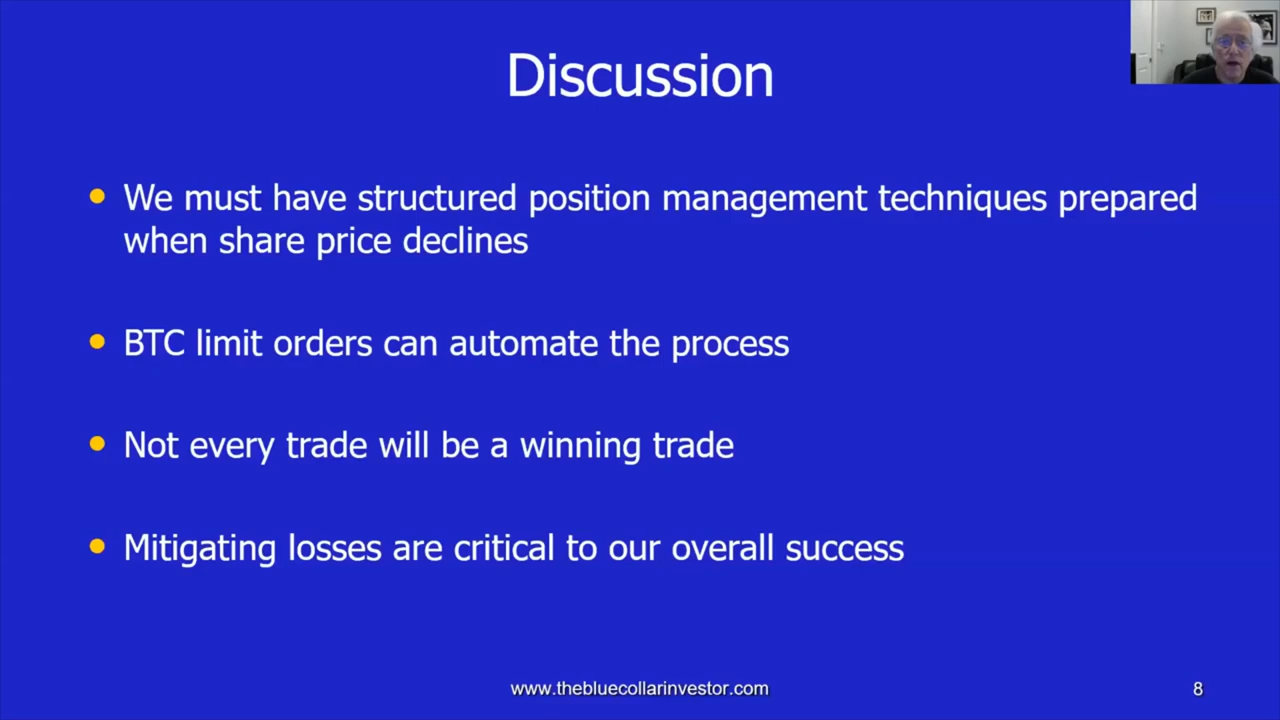 Discussion
We must have structured position management techniques prepared
when share price declines
BTC limit orders can automate the process
Not every trade will be a winning trade
Mitigating losses are critical to our overall success
www.thebluecollarinvestor.com
8